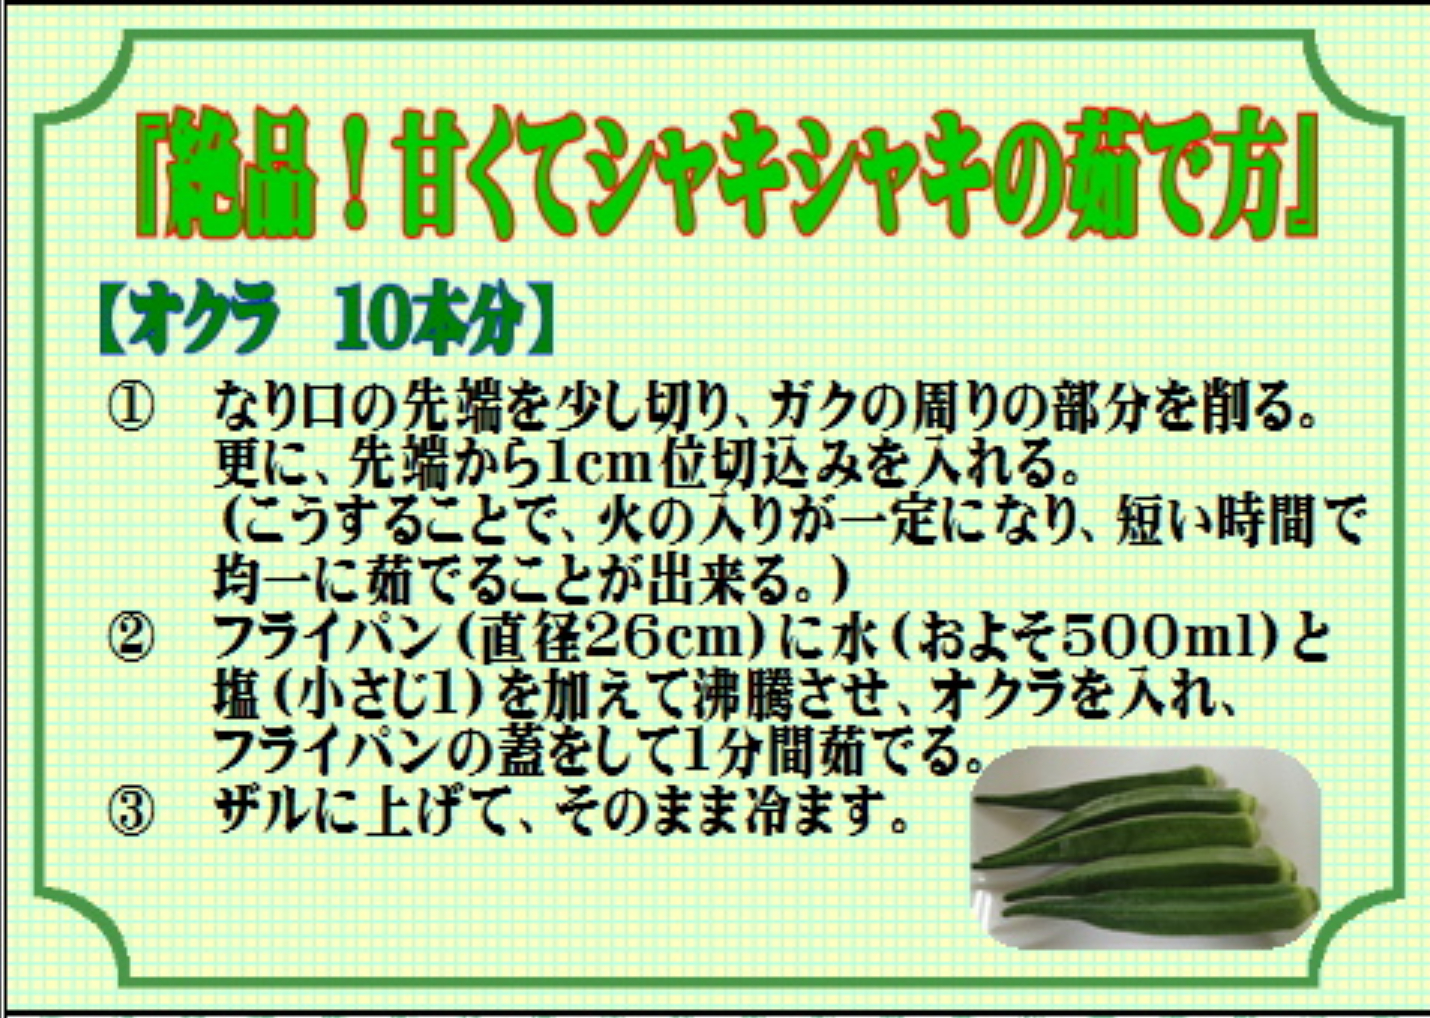 『絶品！甘くてシャキシャキの茹で方』
【オクラ　10本分】
①　なり口の先端を少し切り、ガクの周りの部分を削る。
更に、先端から1cm位切込みを入れる。
(こうすることで、火の入りが一定になり、短い時間で
均一に茹でることが出来る。)
②　フライパン(直径26cm)に水(およそ500ml)と
塩(小さじ1)を加えて沸騰させ、オクラを入れ、
フライパンの蓋をして1分間茹でる。
③　ザルに上げて、そのまま冷ます。